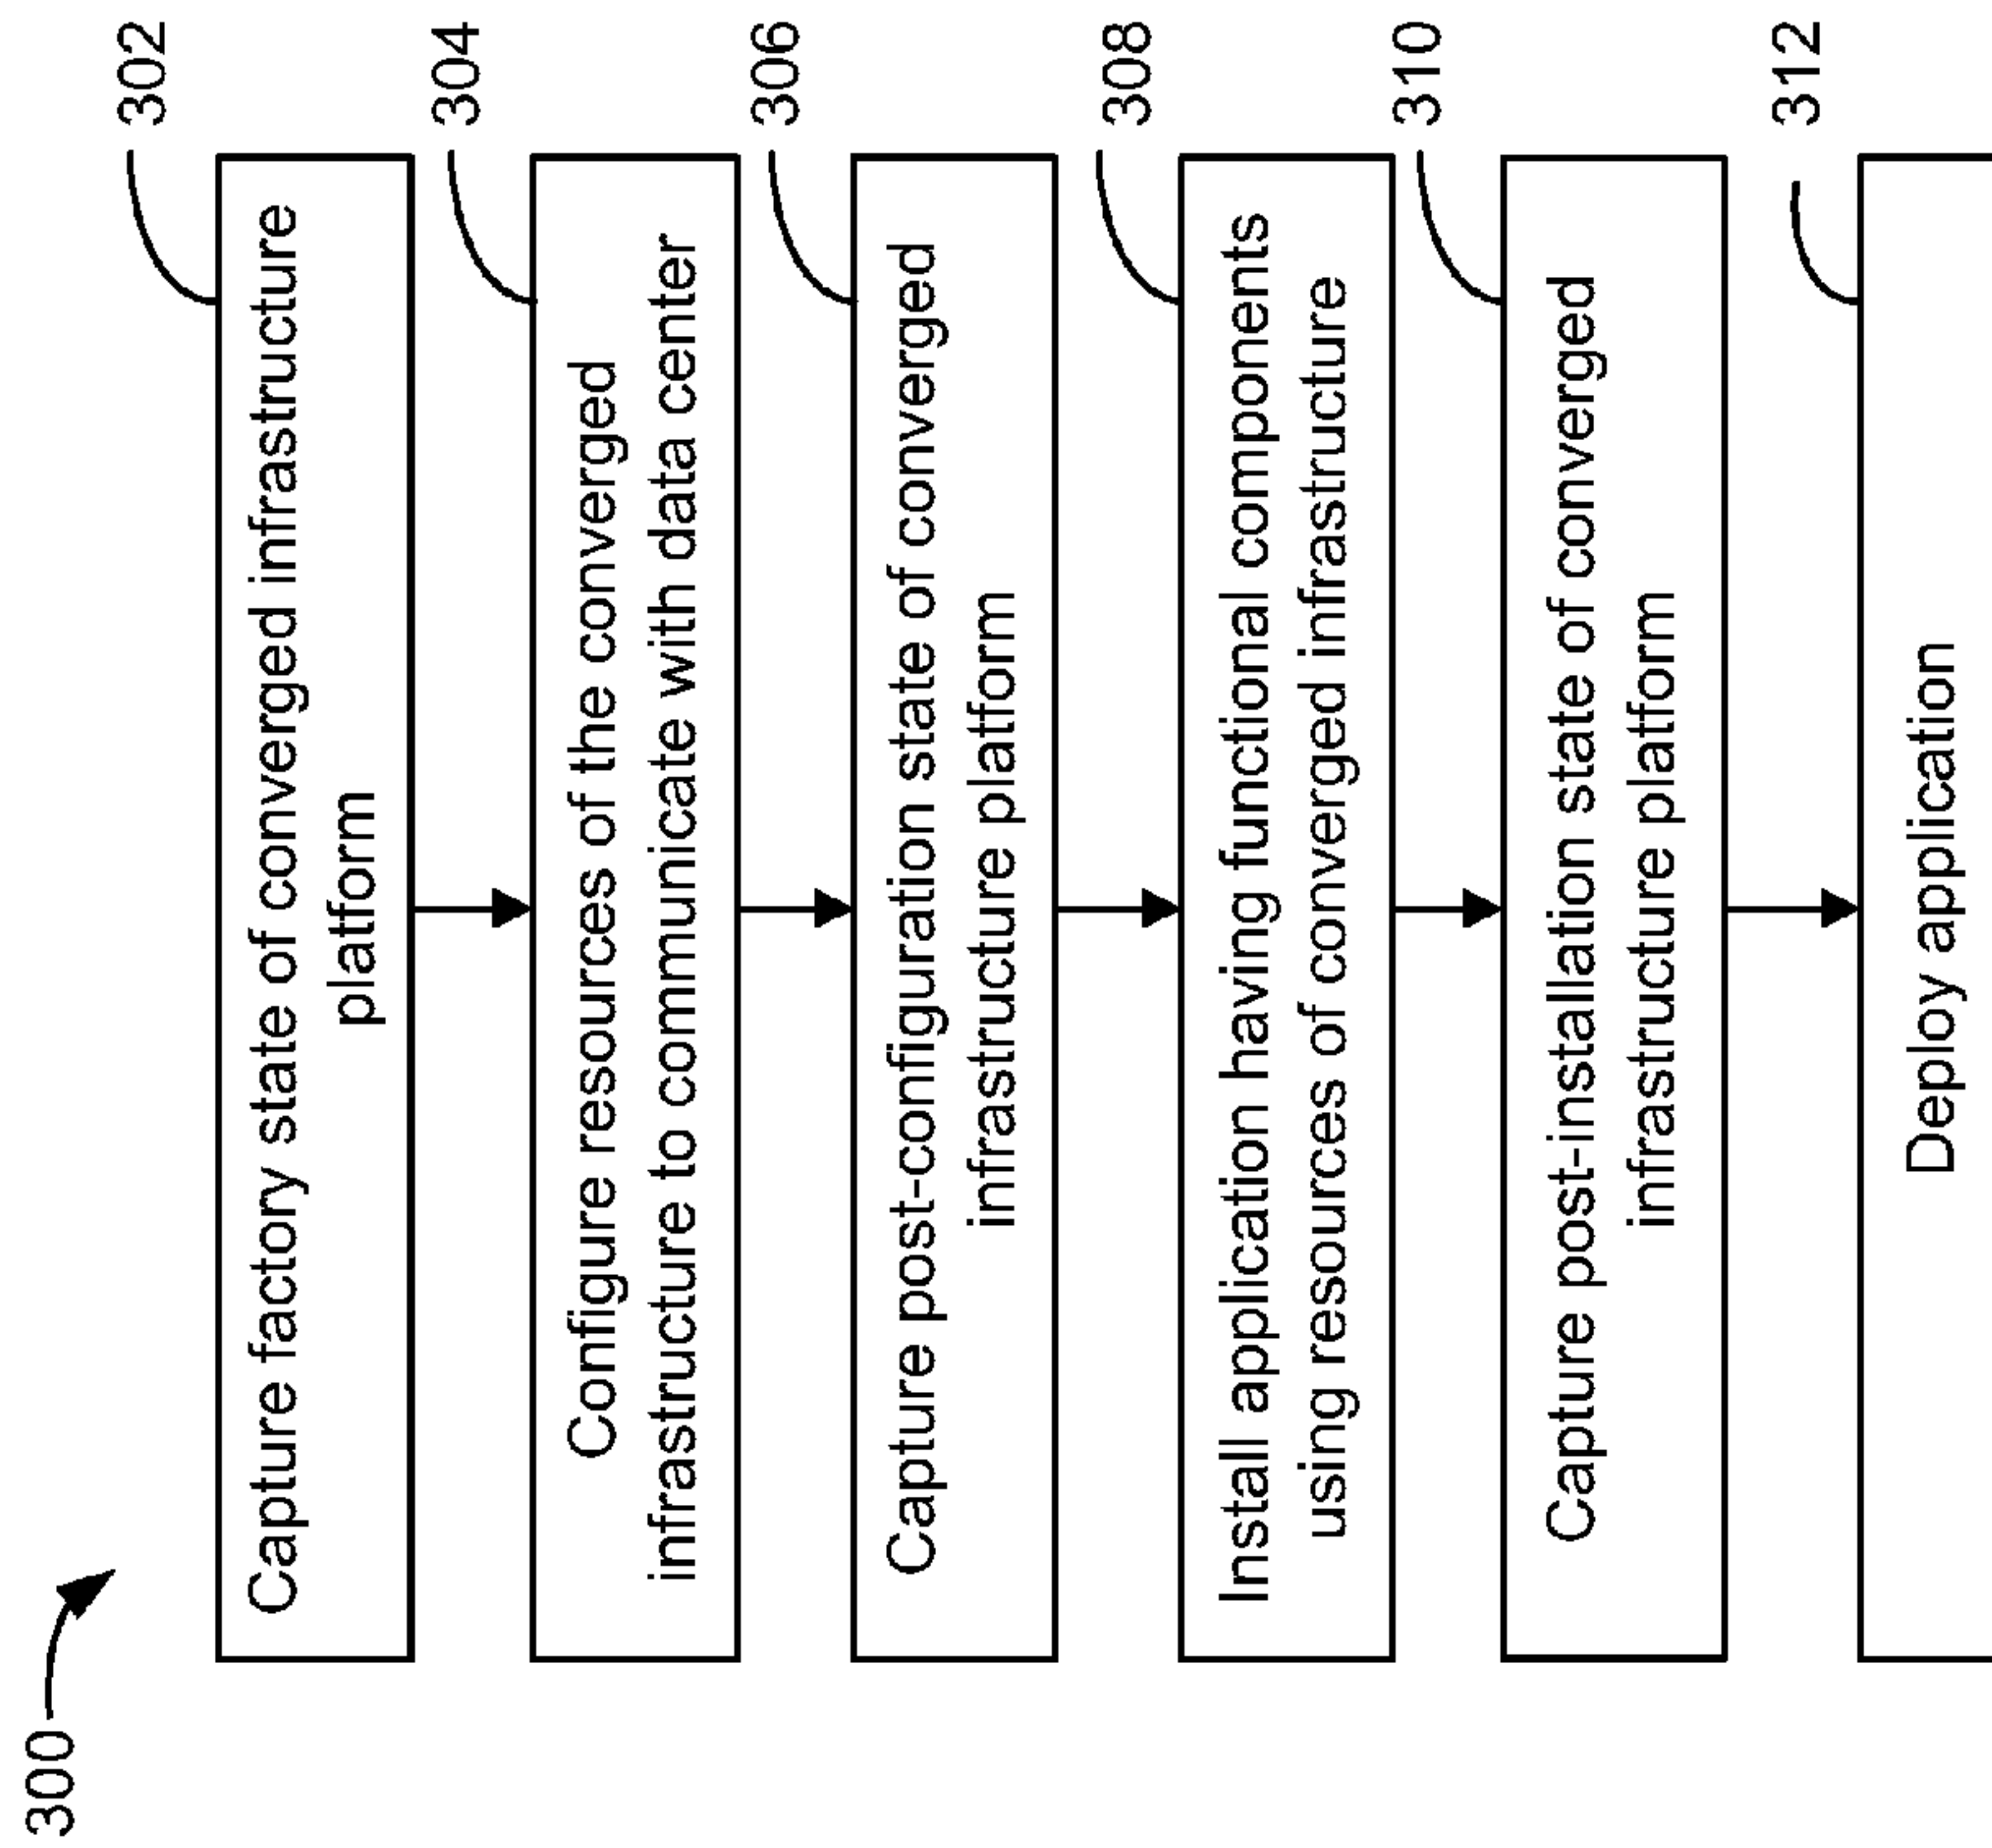 300
302
Capture factory state of converged infrastructure
platform
304
Configure resources of the converged
infrastructure to communicate with data center
306
Capture post-configuration state of converged
infrastructure platform
308
Install application having functional components
using resources of converged infrastructure
310
Capture post-installation state of converged
infrastructure platform
312
Deploy application